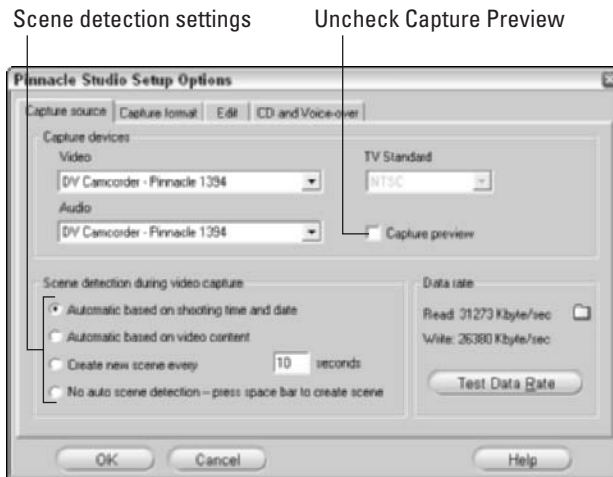 Scene detection settings
Uncheck Capture Preview
Pinnacle Studio Setup Options
Capture source
Capture format
Edit
CD and Voice-over
Capture devices
Video
TV Standard
DV Camcorder - Pinnacle 1394
NTSC
Audio
DV Camcorder - Pinnacle 1394
Capture preview
Scene detection during video capture
Data rate
Automatic based on shooting time and date
Read: 31273 Kbyte/sec
Automatic based on video content
Write: 26380 Kbyte/sec
Create new scene every 10 seconds
Test Data Rate
No auto scene detection – press space bar to create scene
OK
Cancel
Help